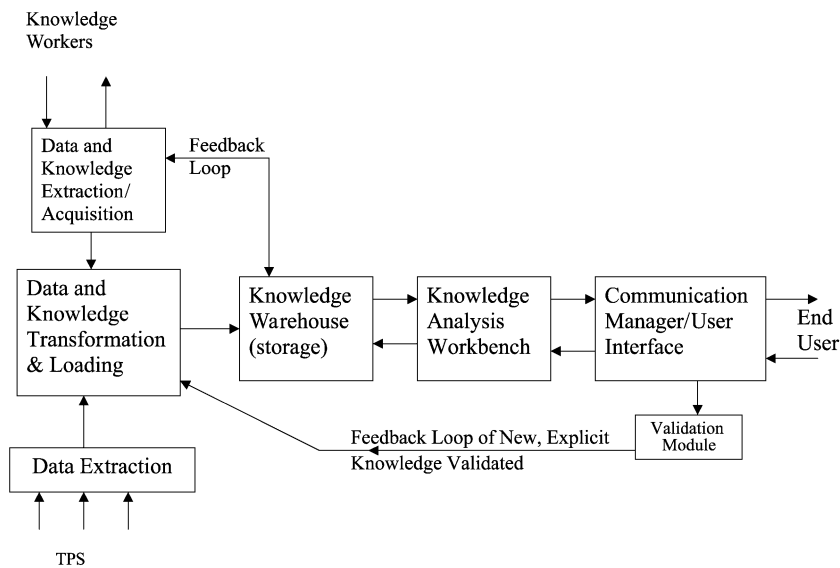 Knowledge
Workers
Data and
Knowledge
Extraction/
Acquisition
Feedback
Loop
Data and
Knowledge
Transformation
& Loading
Knowledge
Warehouse
(storage)
Knowledge
Analysis
Workbench
Communication
Manager/User
Interface
End
User
Validation
Module
Feedback Loop of New, Explicit
Knowledge Validated
Data Extraction
TPS